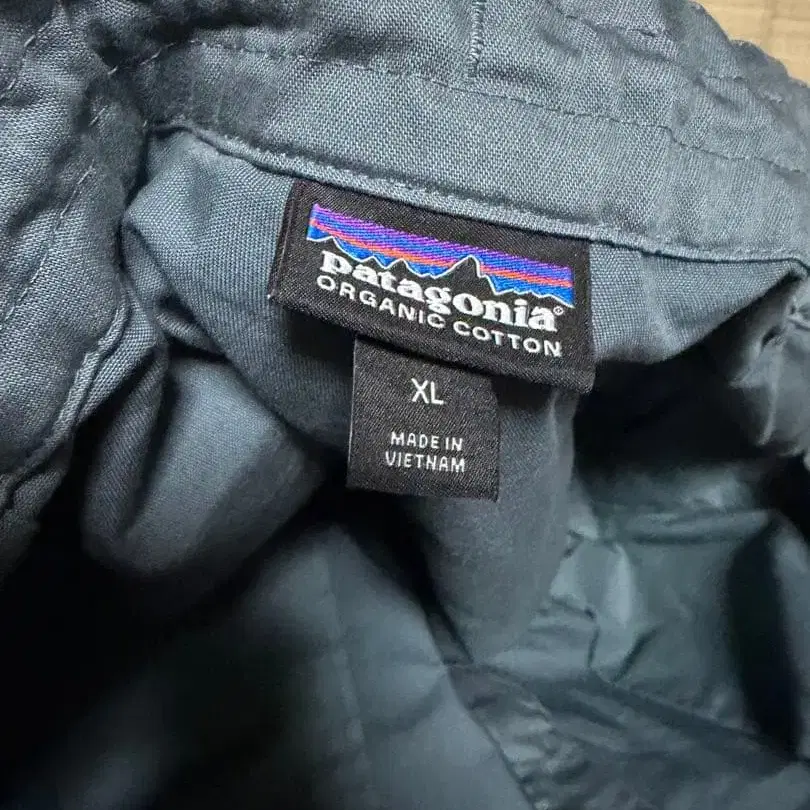 patagonia®
ORGANIC COTTON
XL
MADE IN
VIETNAM